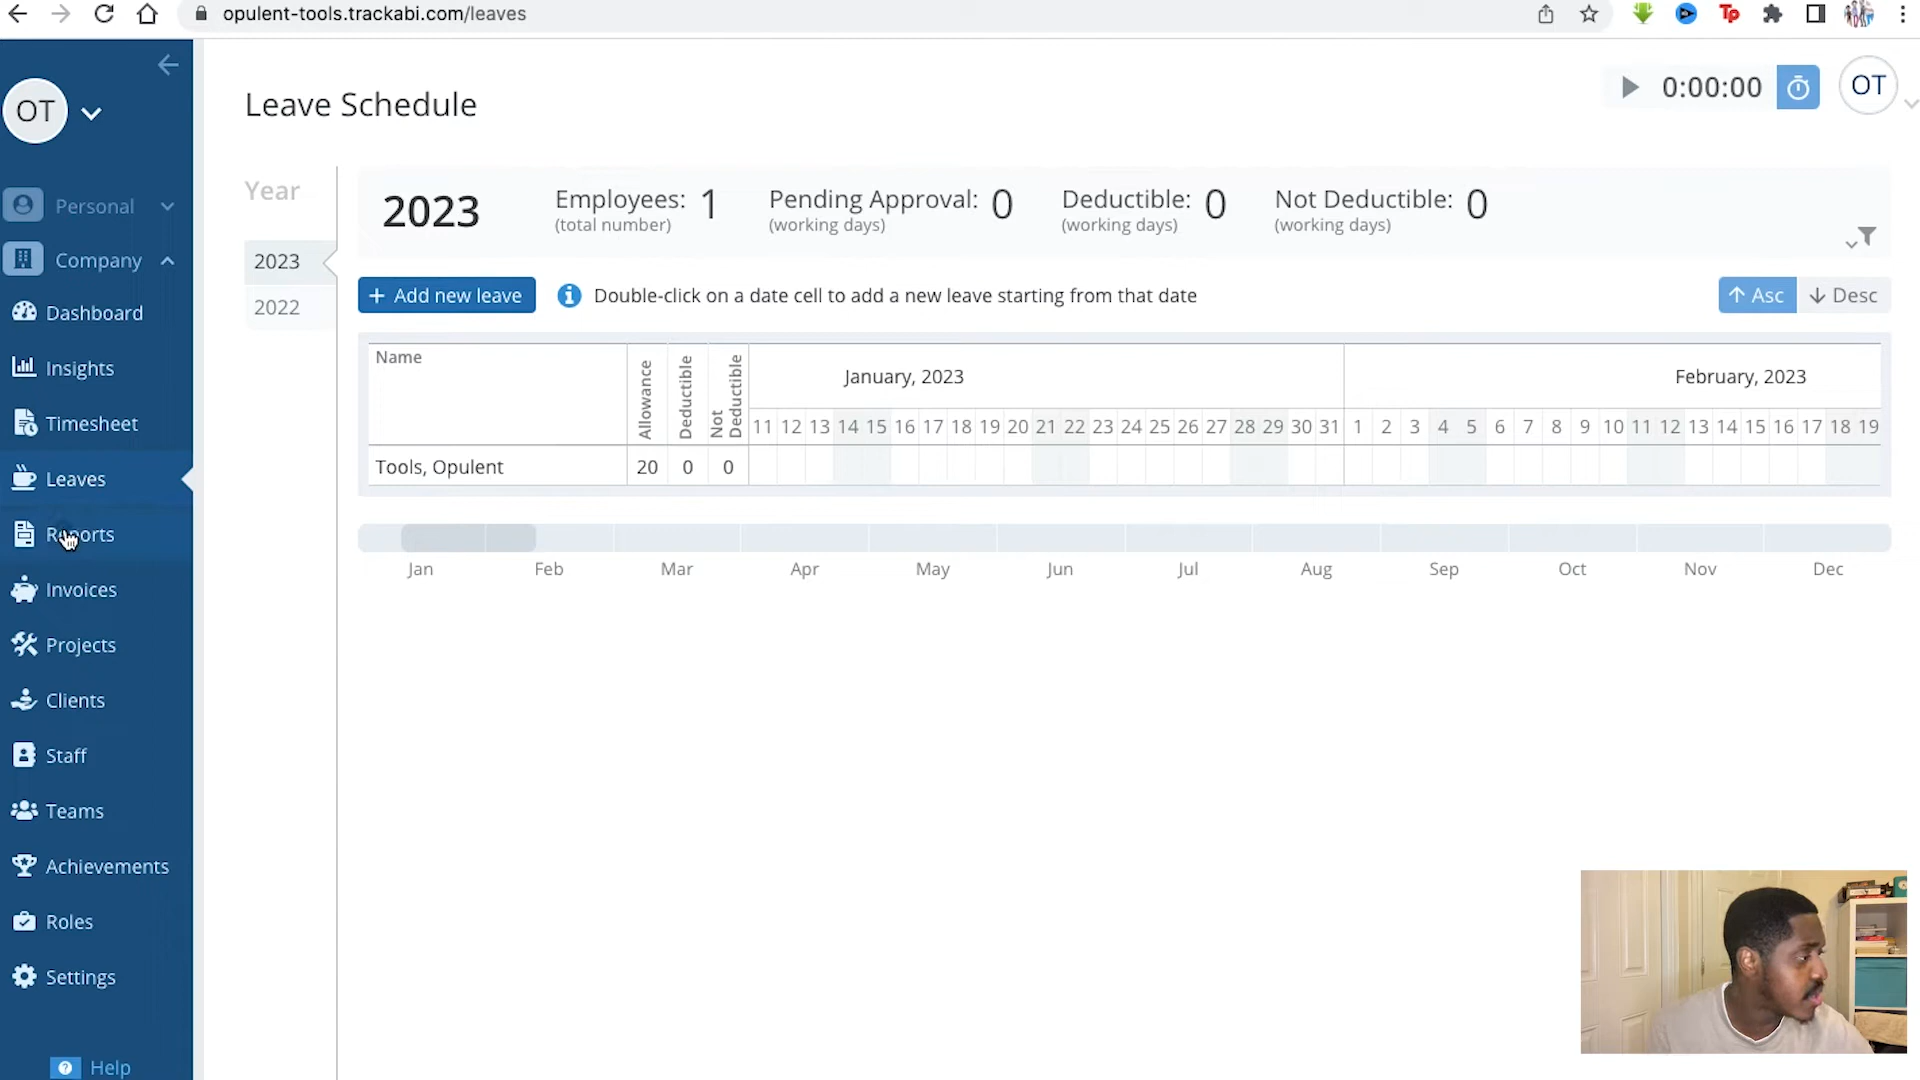 opulent-tools.trackabi.com/leaves
Tp
OT
Personal
Company
Dashboard
Insights
Timesheet
Leaves
Reports
Invoices
Projects
Clients
Staff
Teams
Achievements
Roles
Settings
? Help
Leave Schedule
0:00:00
OT
Year
2023
2022
2023
Employees: 1
(total number)
Pending Approval: 0
(working days)
Deductible: 0
(working days)
Not Deductible: 0
(working days)
+ Add new leave
i Double-click on a date cell to add a new leave starting from that date
↑ Asc ↓ Desc
Name
Allowance
Deductible
Not
Deductible
January, 2023
February, 2023
11 12 13 14 15 16 17 18 19 20 21 22 23 24 25 26 27 28 29 30 31 1 2 3 4 5 6 7 8 9 10 11 12 13 14 15 16 17 18 19
Tools, Opulent 20 0 0
Jan Feb Mar Apr May Jun Jul Aug Sep Oct Nov Dec